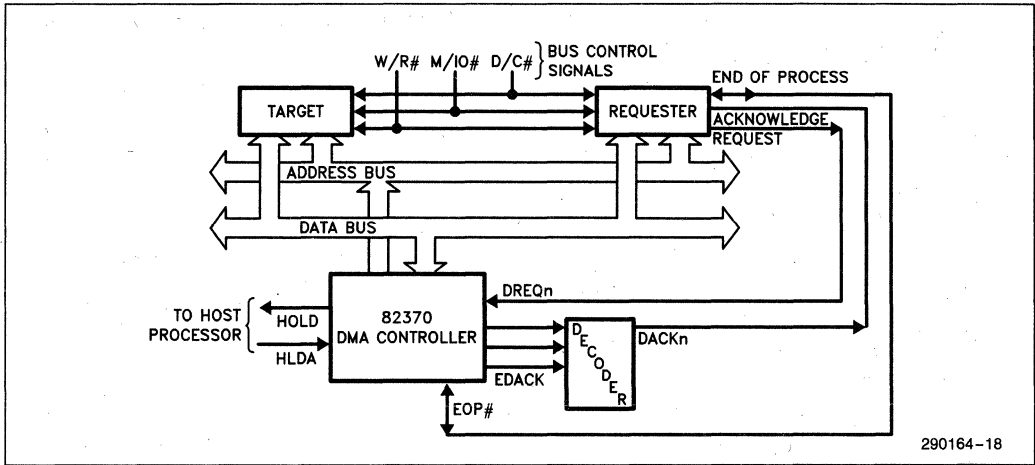 W/R# M/IO# D/C# } BUS CONTROL
SIGNALS
END OF PROCESS
TARGET
REQUESTER
ACKNOWLEDGE
REQUEST
ADDRESS BUS
DATA BUS
DREQn
TO HOST
PROCESSOR
HOLD
HLDA
82370
DMA CONTROLLER
DECODER
DACKn
EDACK
EOP#
290164-18